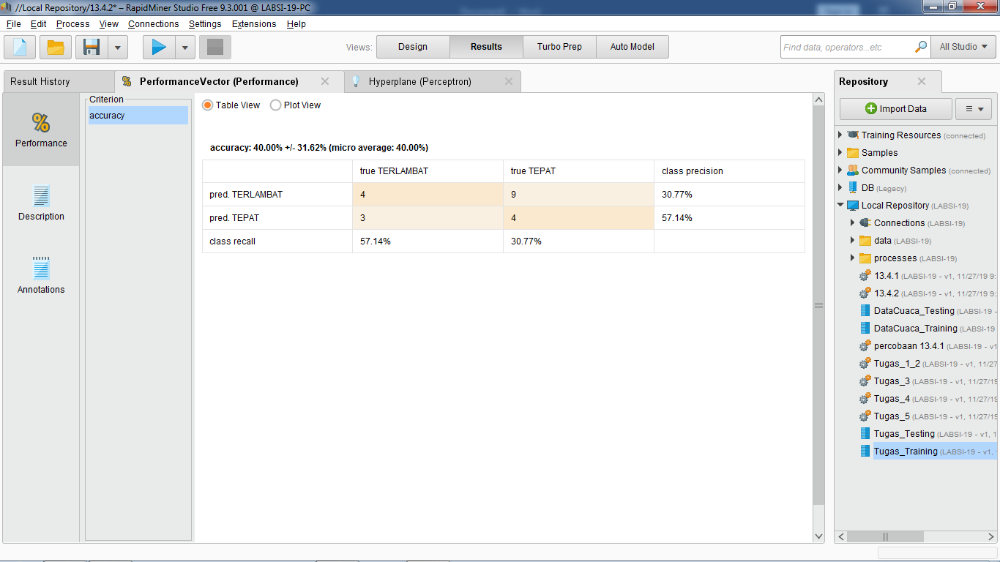 //Local Repository/13.4.2* – RapidMiner Studio Free 9.3.001 @ LABSI-19-PC
File Edit Process View Connections Settings Extensions Help
Views: Design Results Turbo Prep Auto Model Find data, operators...etc All Studio
Result History PerformanceVector (Performance) Hyperplane (Perceptron)
Performance
Description
Annotations
Criterion
accuracy
Table View Plot View
accuracy: 40.00% +/- 31.62% (micro average: 40.00%)
true TERLAMBAT true TEPAT class precision
pred. TERLAMBAT 4 9 30.77%
pred. TEPAT 3 4 57.14%
class recall 57.14% 30.77%
Repository
Import Data
Training Resources (connected)
Samples
Community Samples (connected)
DB (Legacy)
Local Repository (LABSI-19)
Connections (LABSI-19)
data (LABSI-19)
processes (LABSI-19)
13.4.1 (LABSI-19 - v1, 11/27/19 9:
13.4.2 (LABSI-19 - v1, 11/27/19 9:
DataCuaca_Testing (LABSI-19 -
DataCuaca_Training (LABSI-19
percobaan 13.4.1 (LABSI-19 - v1
Tugas_1_2 (LABSI-19 - v1, 11/27
Tugas_3 (LABSI-19 - v1, 11/27/19
Tugas_4 (LABSI-19 - v1, 11/27/19
Tugas_5 (LABSI-19 - v1, 11/27/19
Tugas_Testing (LABSI-19 - v1, 1
Tugas_Training (LABSI-19 - v1,